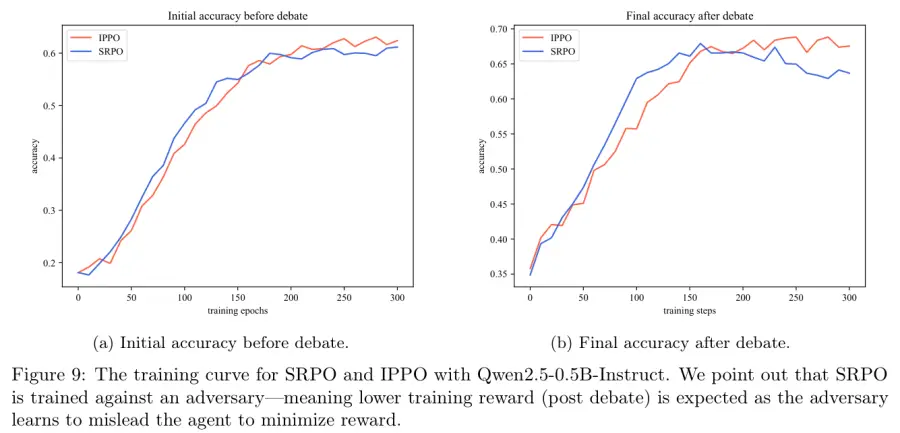 Initial accuracy before debate
IPPO
SRPO
0.6
0.5
0.4
0.3
0.2
accuracy
0
50
100
150
200
250
300
training epochs
(a) Initial accuracy before debate.
Final accuracy after debate
IPPO
SRPO
0.70
0.65
0.60
0.55
0.50
0.45
0.40
0.35
accuracy
0
50
100
150
200
250
300
training steps
(b) Final accuracy after debate.
Figure 9: The training curve for SRPO and IPPO with Qwen2.5-0.5B-Instruct. We point out that SRPO
is trained against an adversary—meaning lower training reward (post debate) is expected as the adversary
learns to mislead the agent to minimize reward.